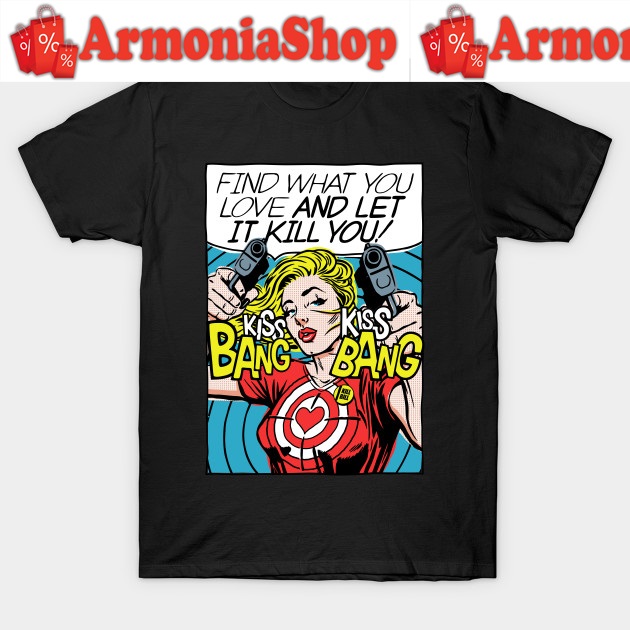 ArmoniaShop
Armon
FIND WHAT YOU
LOVE AND LET
IT KILL YOU!
KISS
BANG
KISS
BANG
KILL
BILL